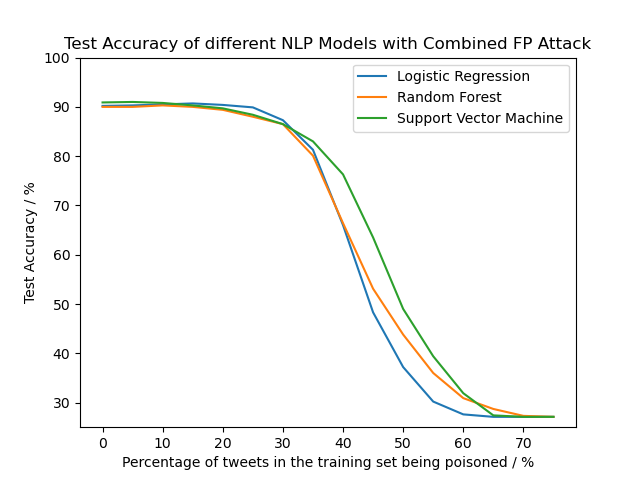 Test Accuracy of different NLP Models with Combined FP Attack
100
90
80
70
60
50
40
30
Test Accuracy / %
Logistic Regression
Random Forest
Support Vector Machine
0 10 20 30 40 50 60 70
Percentage of tweets in the training set being poisoned / %